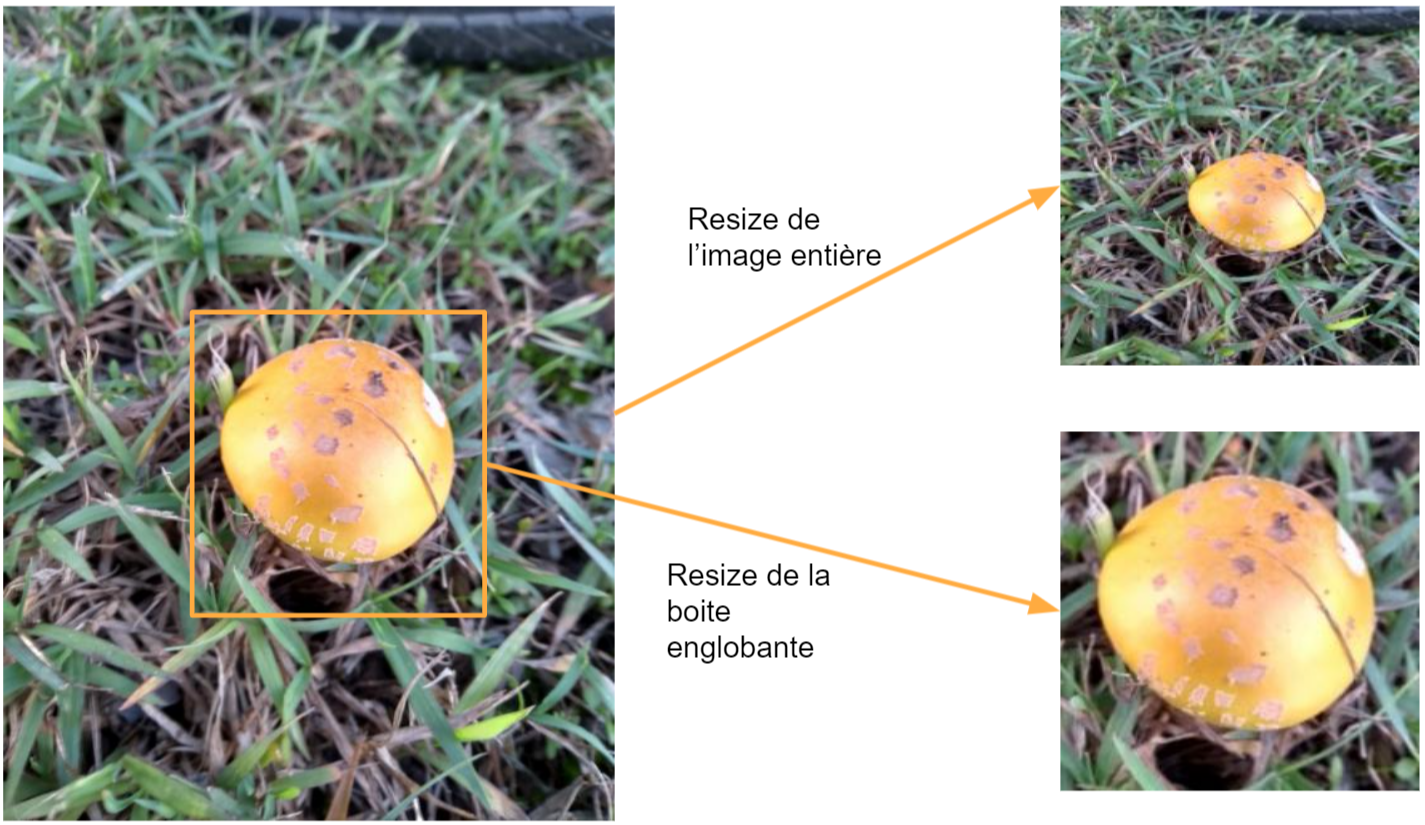 Resize de
l’image entière
Resize de la
boite
englobante